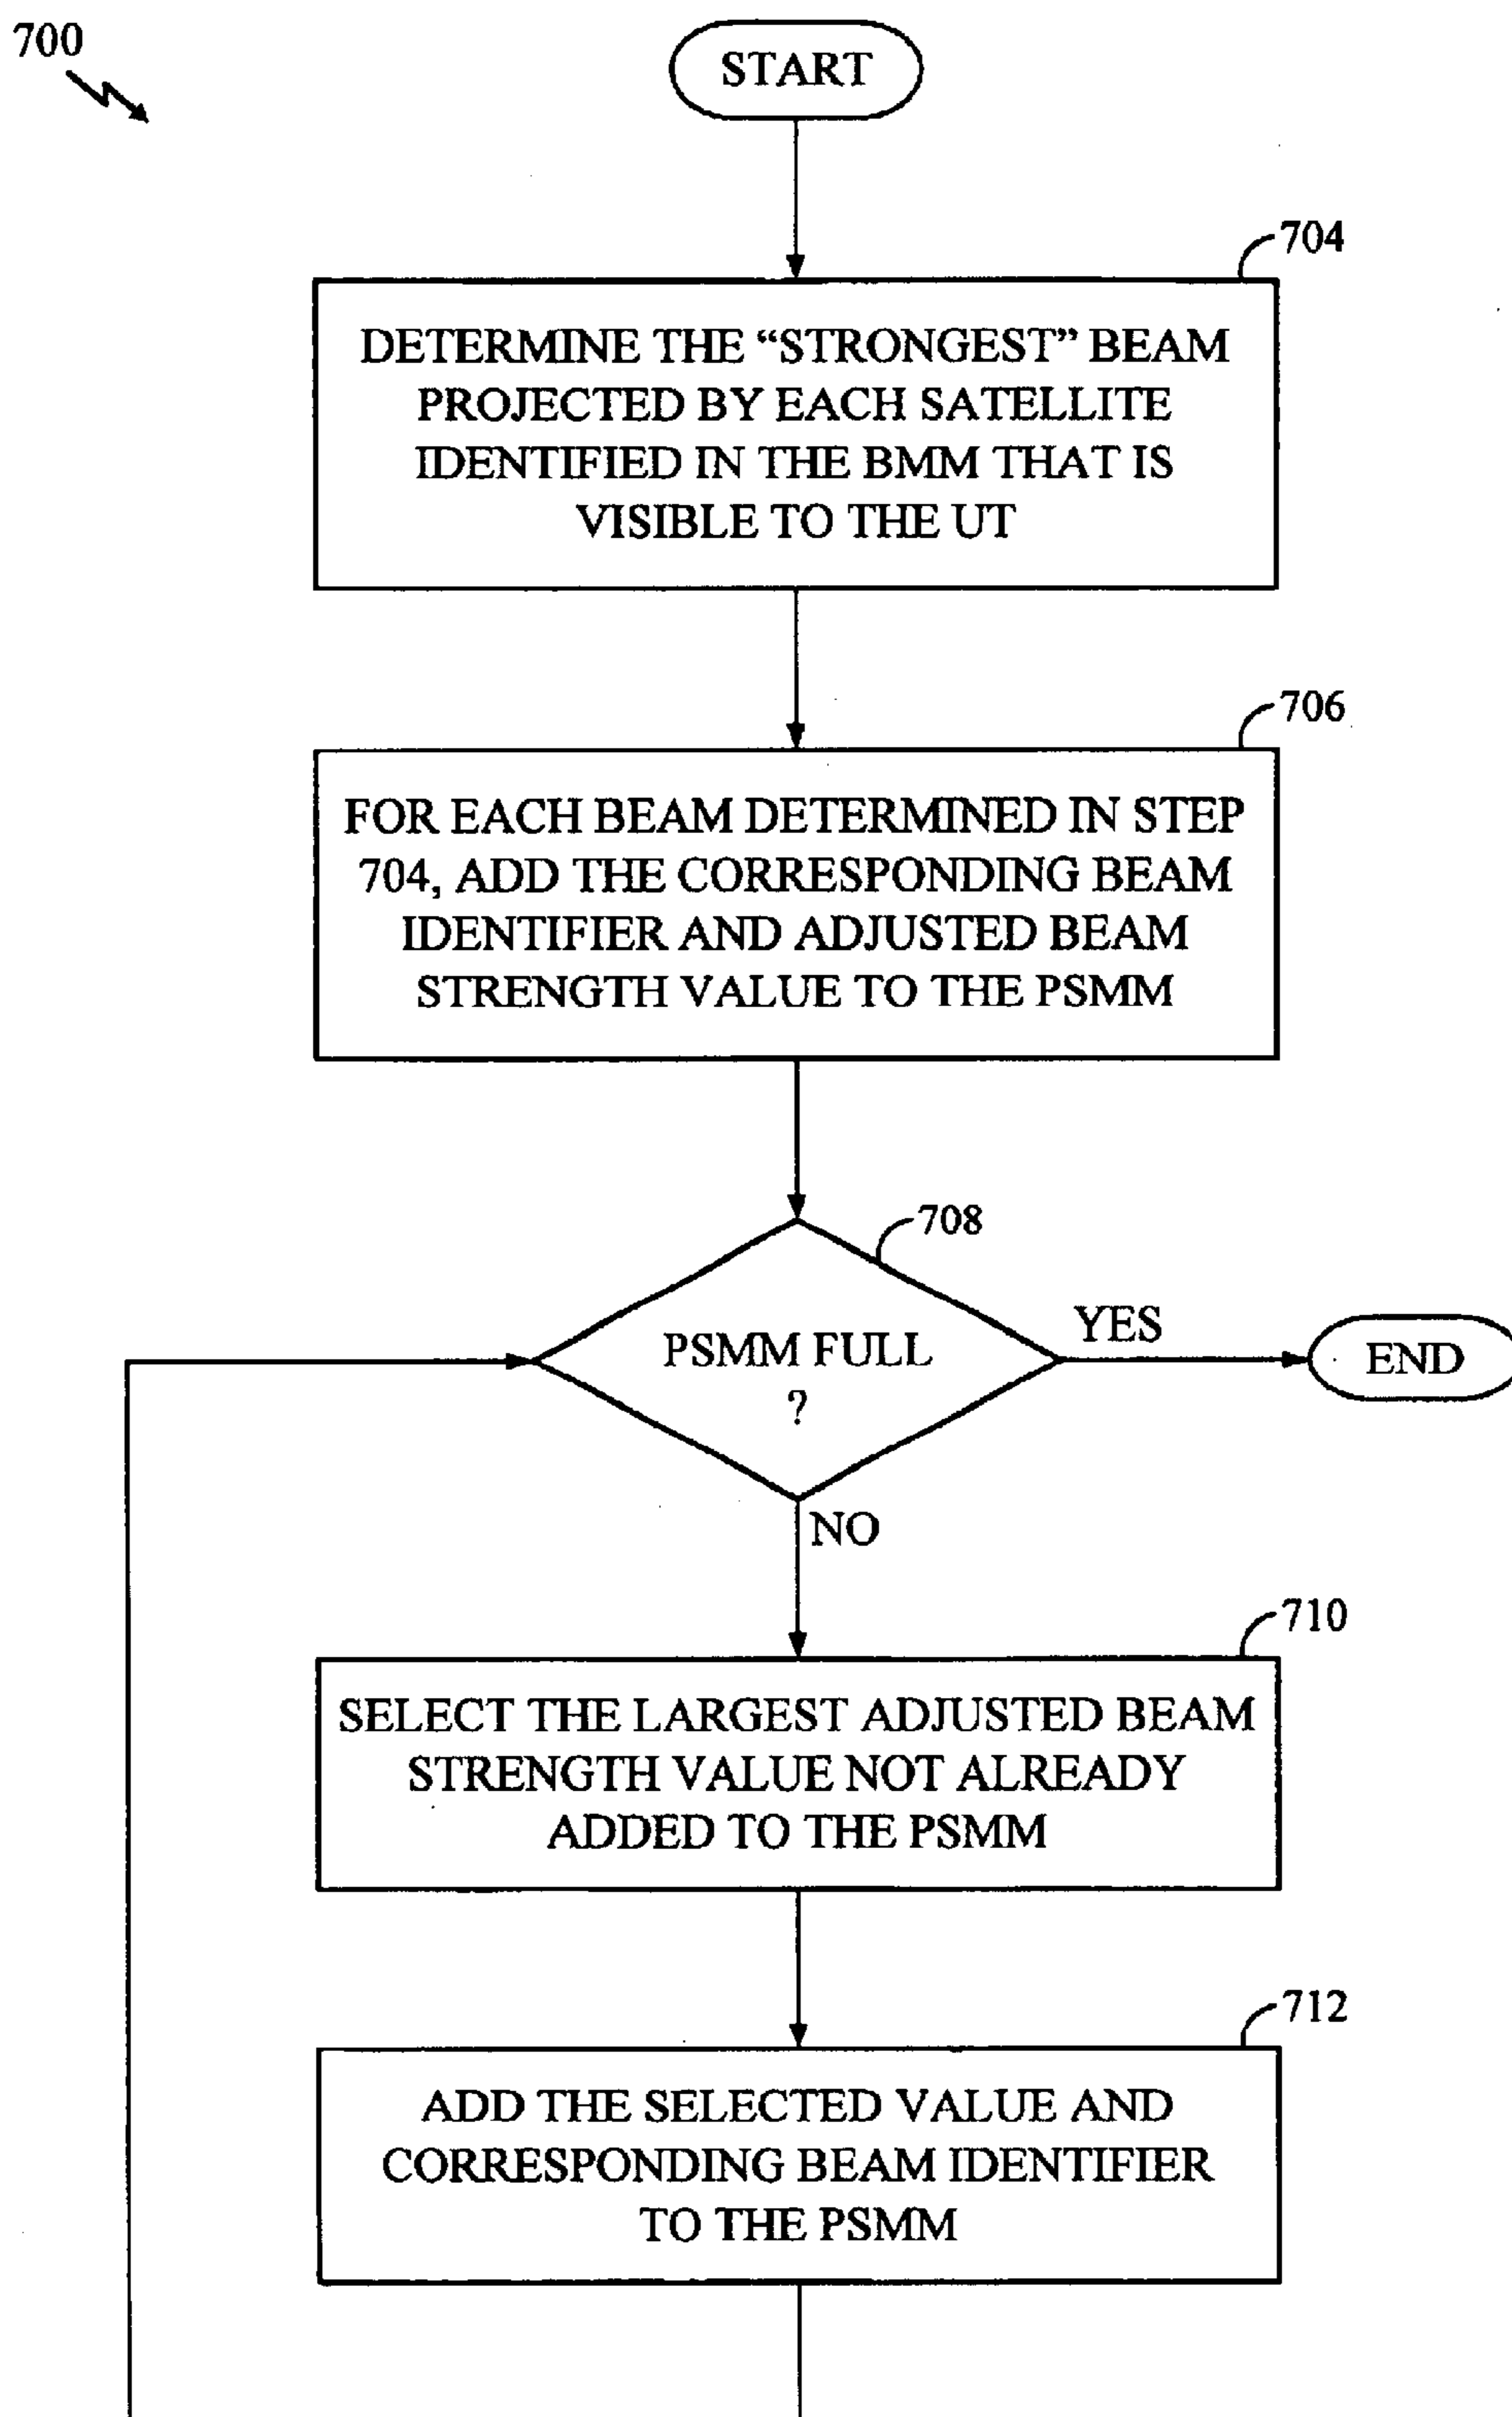 700
START
704
DETERMINE THE “STRONGEST” BEAM
PROJECTED BY EACH SATELLITE
IDENTIFIED IN THE BMM THAT IS
VISIBLE TO THE UT
706
FOR EACH BEAM DETERMINED IN STEP
704, ADD THE CORRESPONDING BEAM
IDENTIFIER AND ADJUSTED BEAM
STRENGTH VALUE TO THE PSMM
708
PSMM FULL
?
YES
END
NO
710
SELECT THE LARGEST ADJUSTED BEAM
STRENGTH VALUE NOT ALREADY
ADDED TO THE PSMM
712
ADD THE SELECTED VALUE AND
CORRESPONDING BEAM IDENTIFIER
TO THE PSMM